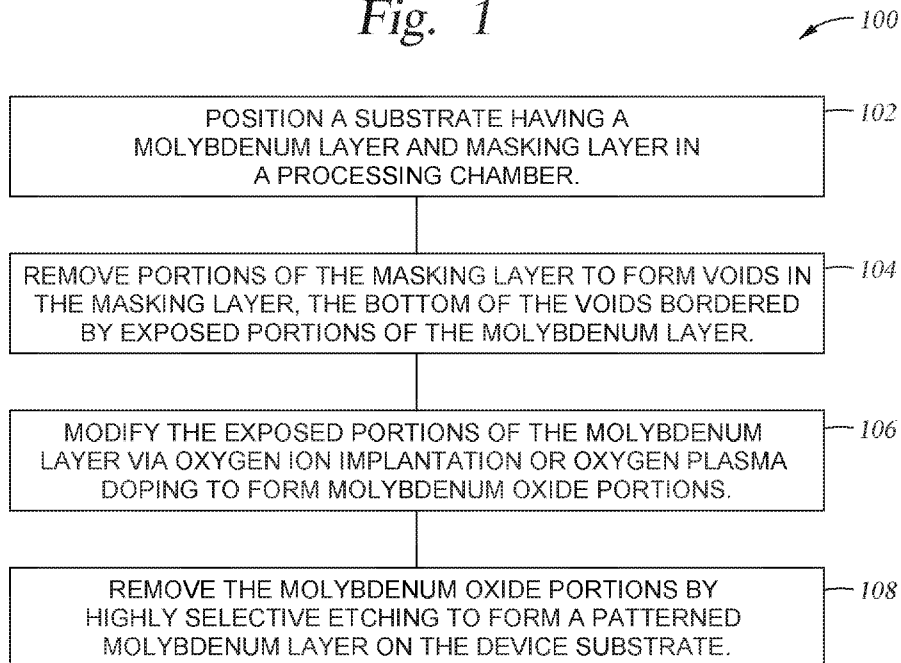 Fig. 1
100
POSITION A SUBSTRATE HAVING A
MOLYBDENUM LAYER AND MASKING LAYER IN
A PROCESSING CHAMBER.
102
REMOVE PORTIONS OF THE MASKING LAYER TO FORM VOIDS IN
THE MASKING LAYER, THE BOTTOM OF THE VOIDS BORDERED
BY EXPOSED PORTIONS OF THE MOLYBDENUM LAYER.
104
MODIFY THE EXPOSED PORTIONS OF THE MOLYBDENUM
LAYER VIA OXYGEN ION IMPLANTATION OR OXYGEN PLASMA
DOPING TO FORM MOLYBDENUM OXIDE PORTIONS.
106
REMOVE THE MOLYBDENUM OXIDE PORTIONS BY
HIGHLY SELECTIVE ETCHING TO FORM A PATTERNED
MOLYBDENUM LAYER ON THE DEVICE SUBSTRATE.
108